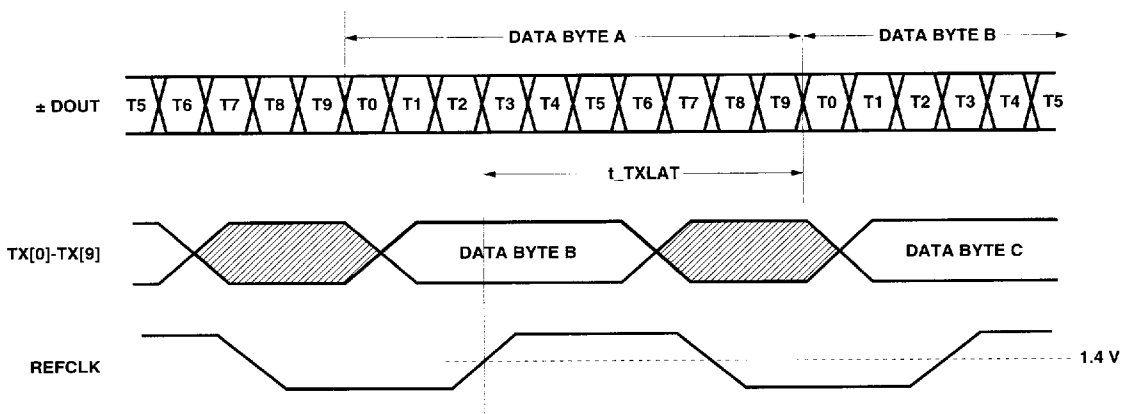 DATA BYTE A DATA BYTE B
± DOUT T5 T6 T7 T8 T9 T0 T1 T2 T3 T4 T5 T6 T7 T8 T9 T0 T1 T2 T3 T4 T5
t_TXLAT
TX[0]-TX[9] DATA BYTE B DATA BYTE C
REFCLK 1.4 V